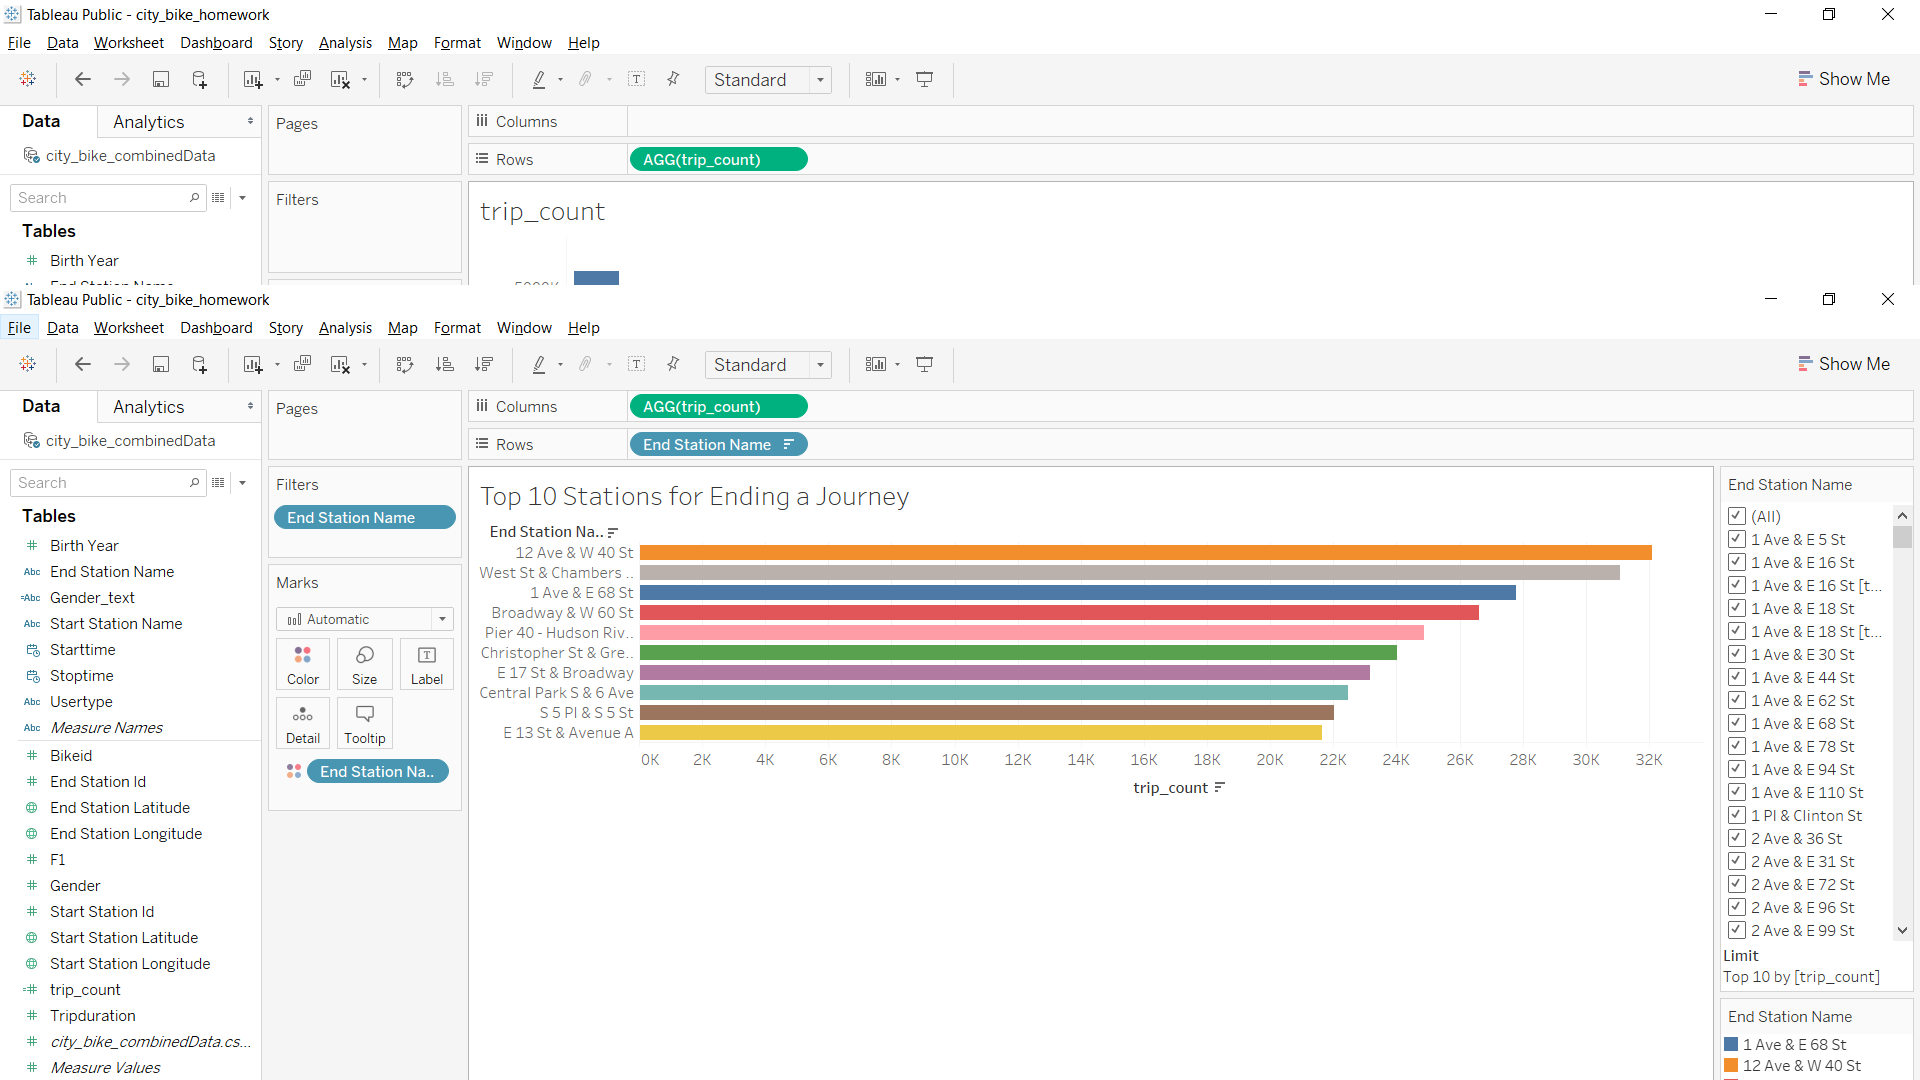 Tableau Public - city_bike_homework
File Data Worksheet Dashboard Story Analysis Map Format Window Help
Standard
Show Me
Data
Analytics
Pages
Columns
city_bike_combinedData
Rows
AGG(trip_count)
Search
Filters
trip_count
Tables
Birth Year
Tableau Public - city_bike_homework
File Data Worksheet Dashboard Story Analysis Map Format Window Help
Standard
Show Me
Data
Analytics
Pages
Columns
AGG(trip_count)
city_bike_combinedData
Rows
End Station Name
Search
Tables
Birth Year
Abc End Station Name
=Abc Gender_text
Abc Start Station Name
Starttime
Stoptime
Abc Usertype
Abc Measure Names
Bikeid
End Station Id
End Station Latitude
End Station Longitude
F1
Gender
Start Station Id
Start Station Latitude
Start Station Longitude
trip_count
Tripduration
city_bike_combinedData.cs...
Measure Values
Filters
End Station Name
Marks
Automatic
Color Size Label
Detail Tooltip
End Station Na..
Top 10 Stations for Ending a Journey
End Station Na..
12 Ave & W 40 St
West St & Chambers ..
1 Ave & E 68 St
Broadway & W 60 St
Pier 40 - Hudson Riv..
Christopher St & Gre..
E 17 St & Broadway
Central Park S & 6 Ave
S 5 Pl & S 5 St
E 13 St & Avenue A
0K 2K 4K 6K 8K 10K 12K 14K 16K 18K 20K 22K 24K 26K 28K 30K 32K
trip_count
End Station Name
(All)
1 Ave & E 5 St
1 Ave & E 16 St
1 Ave & E 16 St [t...
1 Ave & E 18 St
1 Ave & E 18 St [t...
1 Ave & E 30 St
1 Ave & E 44 St
1 Ave & E 62 St
1 Ave & E 68 St
1 Ave & E 78 St
1 Ave & E 94 St
1 Ave & E 110 St
1 Pl & Clinton St
2 Ave & 36 St
2 Ave & E 31 St
2 Ave & E 72 St
2 Ave & E 96 St
2 Ave & E 99 St
Limit
Top 10 by [trip_count]
End Station Name
1 Ave & E 68 St
12 Ave & W 40 St